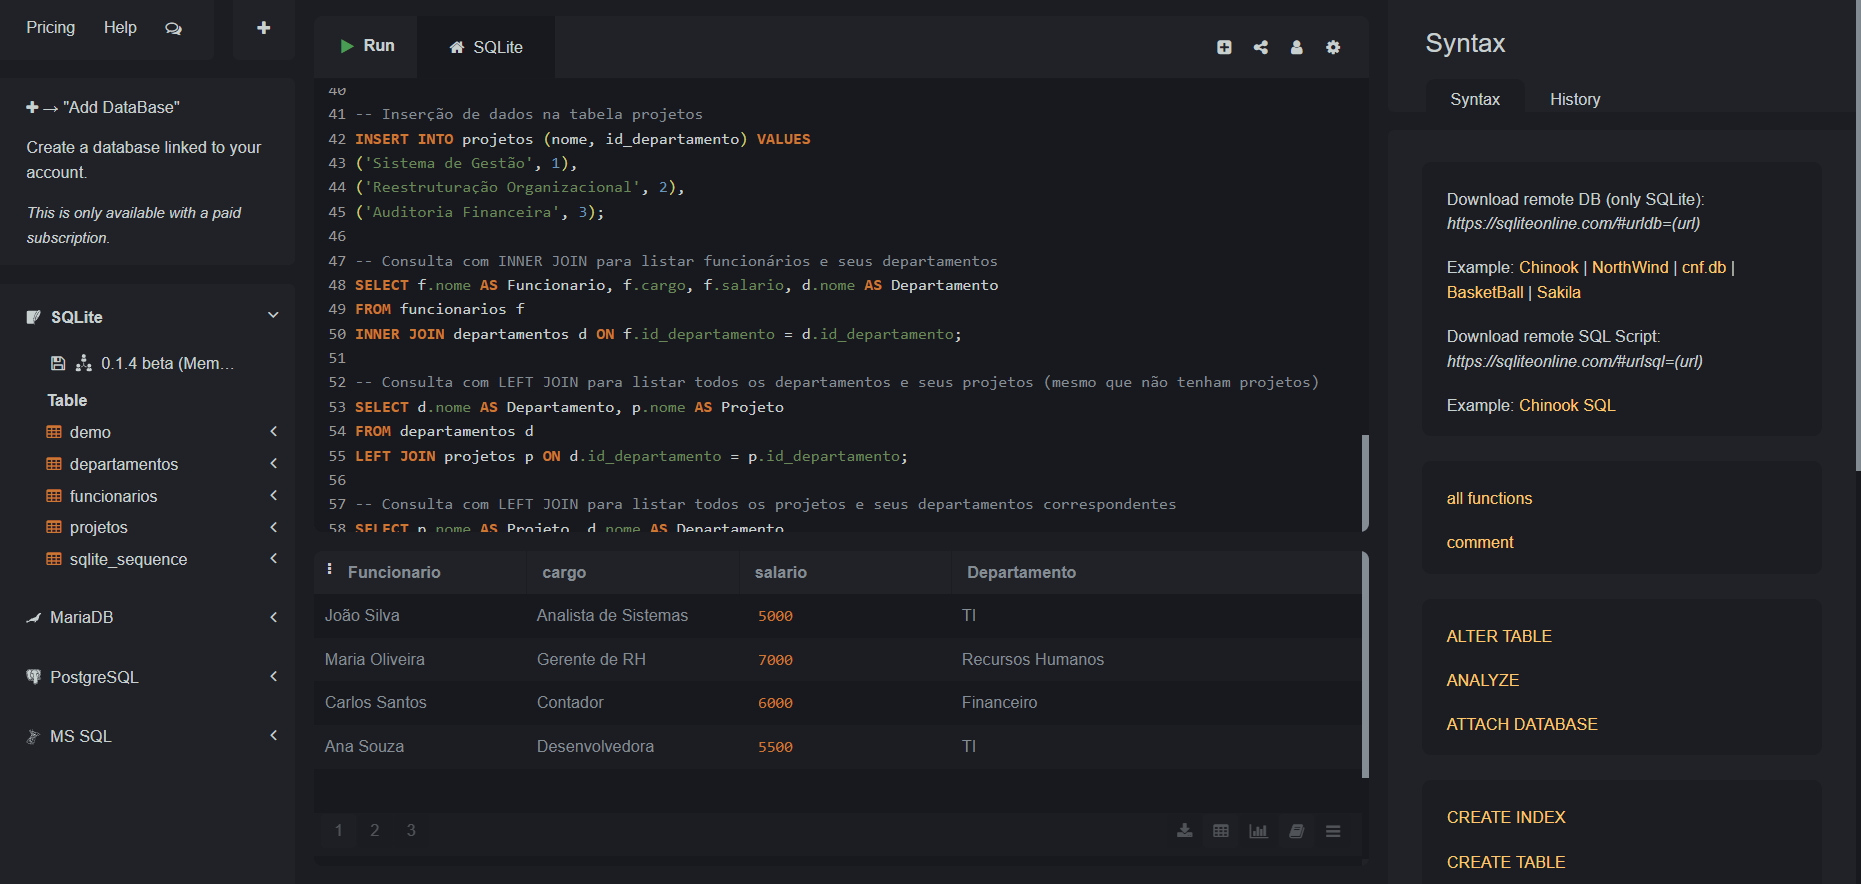 Pricing Help
"Add DataBase"
Create a database linked to your
account.
This is only available with a paid
subscription.
SQLite
0.1.4 beta (Mem…
Table
demo
departamentos
funcionarios
projetos
sqlite_sequence
MariaDB
PostgreSQL
MS SQL
Run SQLite
40
41 -- Inserção de dados na tabela projetos
42 INSERT INTO projetos (nome, id_departamento) VALUES
43 ('Sistema de Gestão', 1),
44 ('Reestruturação Organizacional', 2),
45 ('Auditoria Financeira', 3);
46
47 -- Consulta com INNER JOIN para listar funcionários e seus departamentos
48 SELECT f.nome AS Funcionario, f.cargo, f.salario, d.nome AS Departamento
49 FROM funcionarios f
50 INNER JOIN departamentos d ON f.id_departamento = d.id_departamento;
51
52 -- Consulta com LEFT JOIN para listar todos os departamentos e seus projetos (mesmo que não tenham projetos)
53 SELECT d.nome AS Departamento, p.nome AS Projeto
54 FROM departamentos d
55 LEFT JOIN projetos p ON d.id_departamento = p.id_departamento;
56
57 -- Consulta com LEFT JOIN para listar todos os projetos e seus departamentos correspondentes
58 SELECT p.nome AS Projeto, d.nome AS Departamento
Funcionario cargo salario Departamento
João Silva Analista de Sistemas 5000 TI
Maria Oliveira Gerente de RH 7000 Recursos Humanos
Carlos Santos Contador 6000 Financeiro
Ana Souza Desenvolvedora 5500 TI
1 2 3
Syntax
Syntax History
Download remote DB (only SQLite):
https://sqliteonline.com/#urldb=(url)
Example: Chinook | NorthWind | cnf.db |
BasketBall | Sakila
Download remote SQL Script:
https://sqliteonline.com/#urlsql=(url)
Example: Chinook SQL
all functions
comment
ALTER TABLE
ANALYZE
ATTACH DATABASE
CREATE INDEX
CREATE TABLE